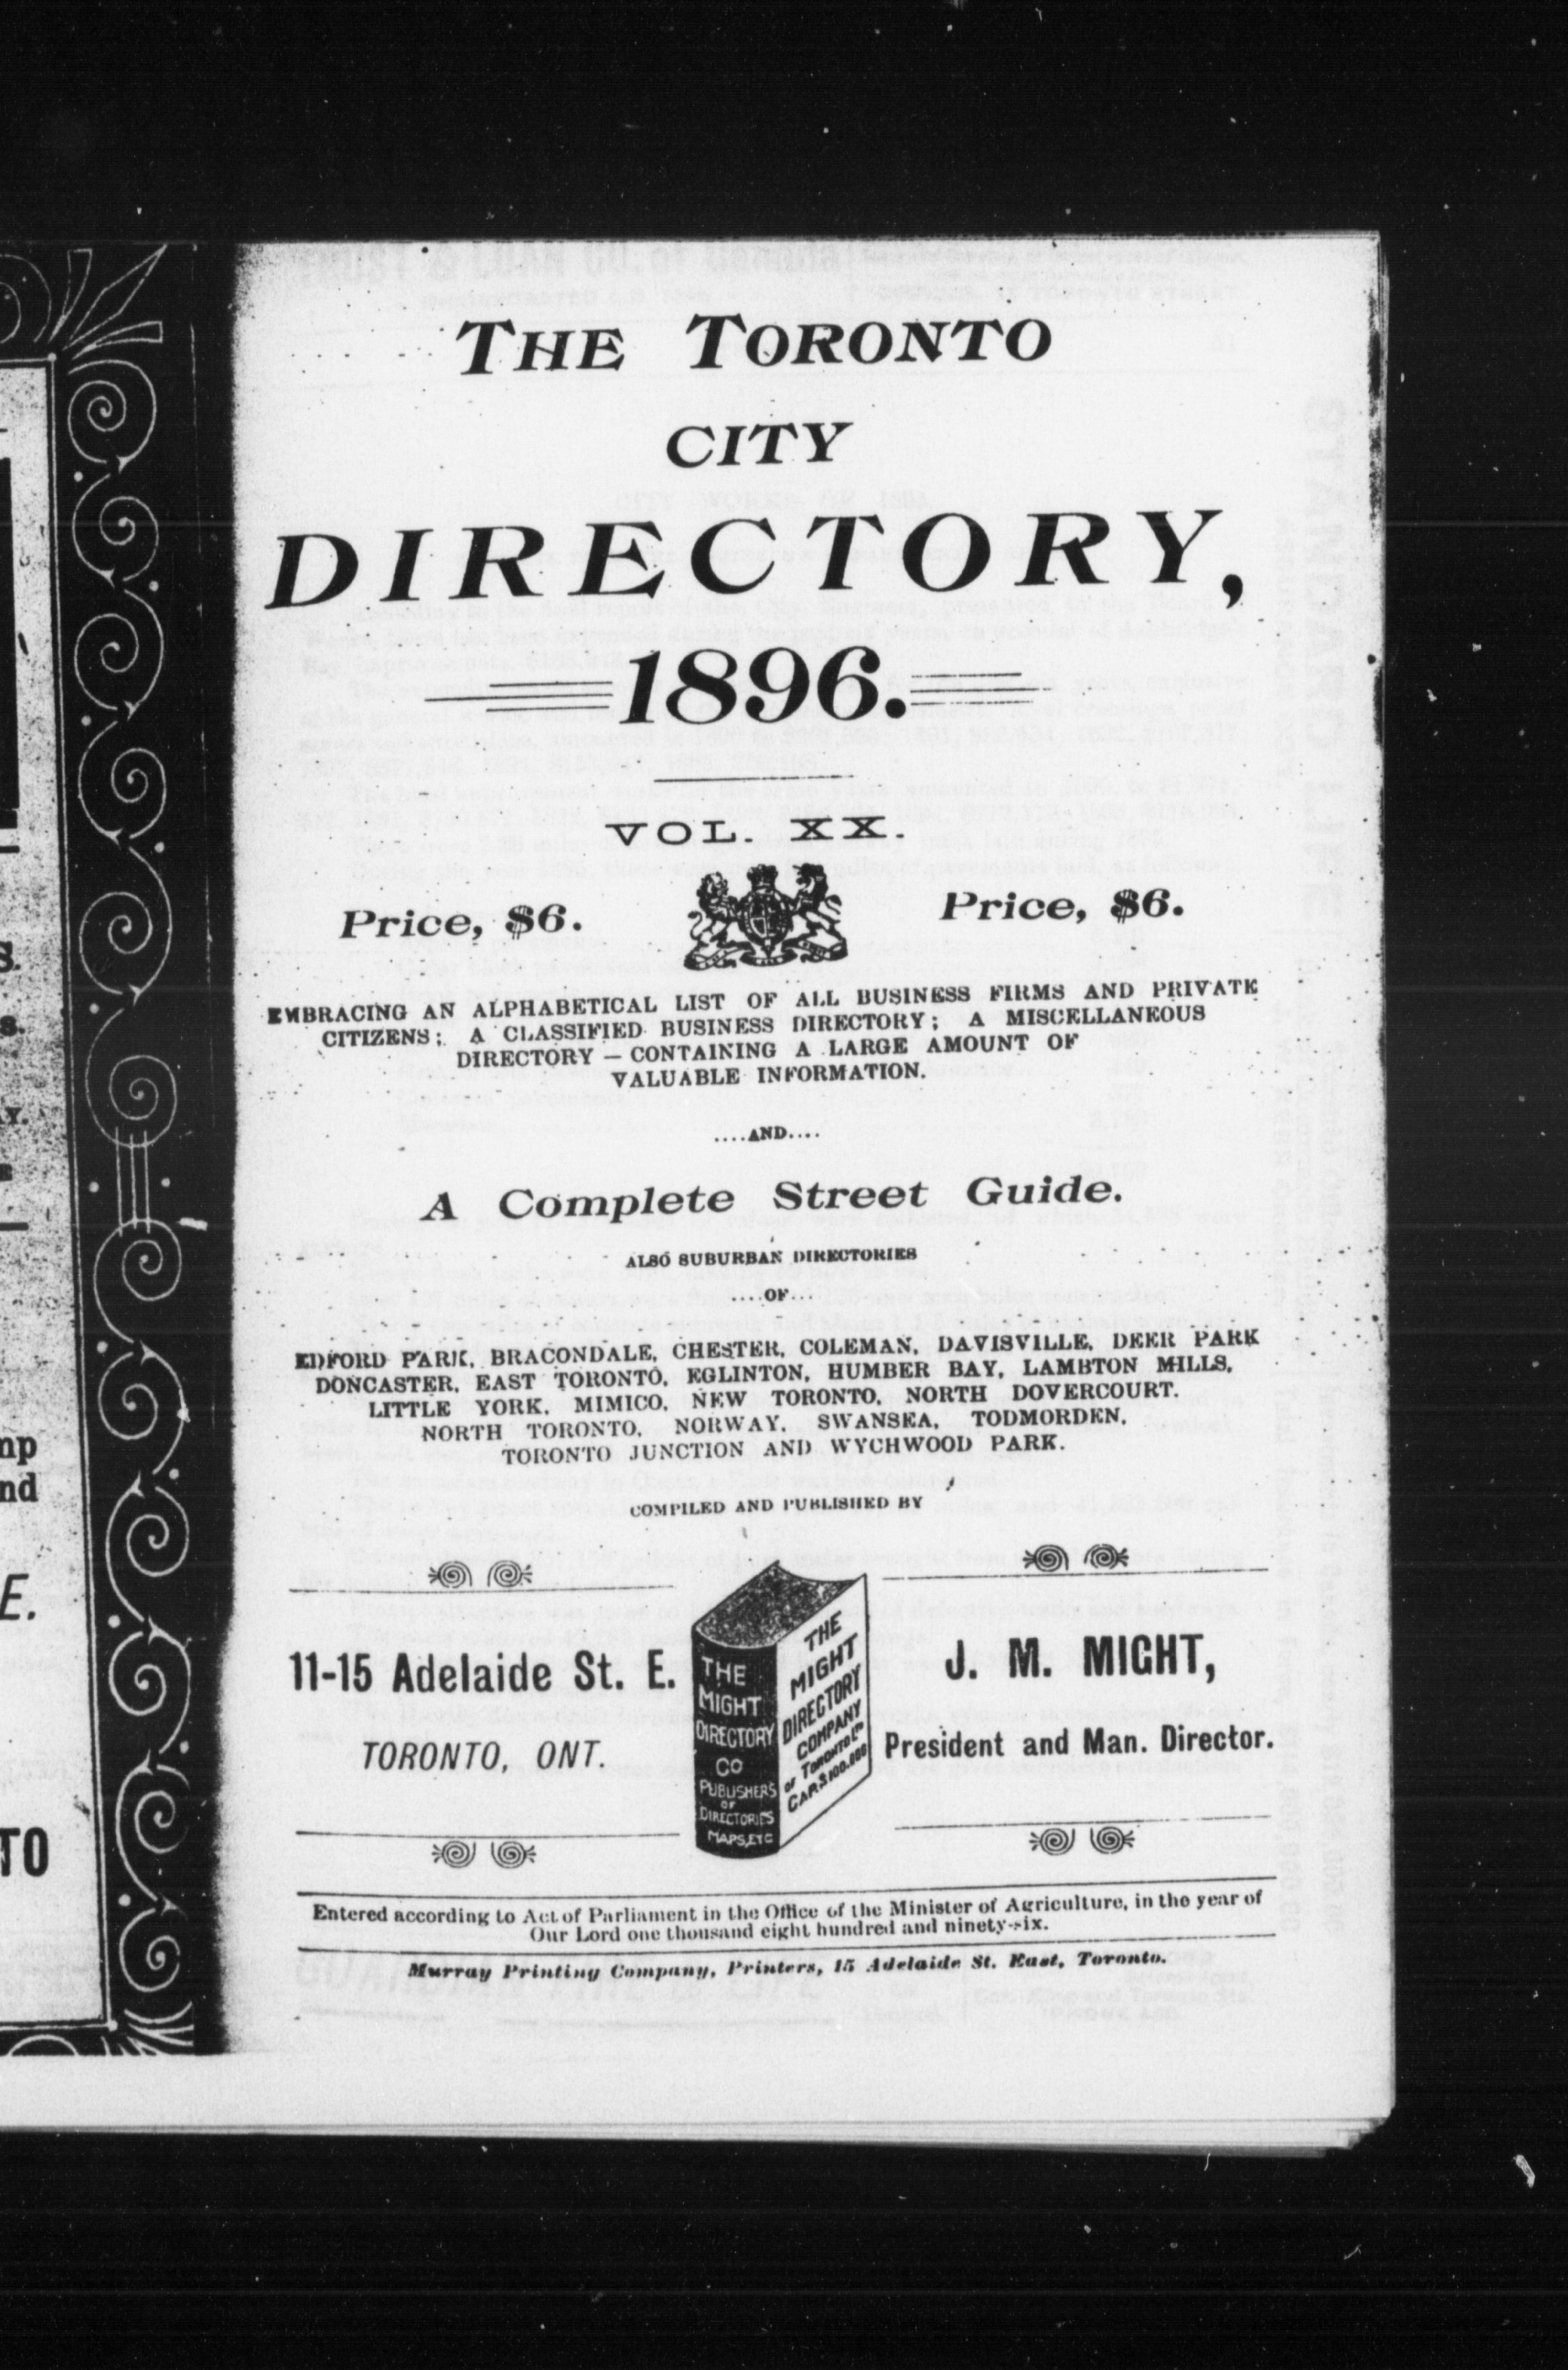 THE TORONTO
CITY
DIRECTORY,
1896.
VOL. XX.
Price, $6.
Price, $6.
EMBRACING AN ALPHABETICAL LIST OF ALL BUSINESS FIRMS AND PRIVATE
CITIZENS; A CLASSIFIED BUSINESS DIRECTORY; A MISCELLANEOUS
DIRECTORY — CONTAINING A LARGE AMOUNT OF
VALUABLE INFORMATION.
....AND....
A Complete Street Guide.
ALSO SUBURBAN DIRECTORIES
....OF...
EDFORD PARK, BRACONDALE, CHESTER, COLEMAN, DAVISVILLE, DEER PARK
DONCASTER, EAST TORONTO, EGLINTON, HUMBER BAY, LAMBTON MILLS,
LITTLE YORK, MIMICO, NEW TORONTO, NORTH DOVERCOURT.
NORTH TORONTO, NORWAY, SWANSEA, TODMORDEN,
TORONTO JUNCTION AND WYCHWOOD PARK.
COMPILED AND PUBLISHED BY
11-15 Adelaide St. E.
TORONTO, ONT.
THE
MIGHT
DIRECTORY
CO
PUBLISHERS
OF
DIRECTORIES
MAPS, ETC
THE
MIGHT
DIRECTORY
COMPANY
OF TORONTO LTD
CAP. $100.000
J. M. MIGHT,
President and Man. Director.
Entered according to Act of Parliament in the Office of the Minister of Agriculture, in the year of
Our Lord one thousand eight hundred and ninety-six.
Murray Printing Company, Printers, 15 Adelaide St. East, Toronto.